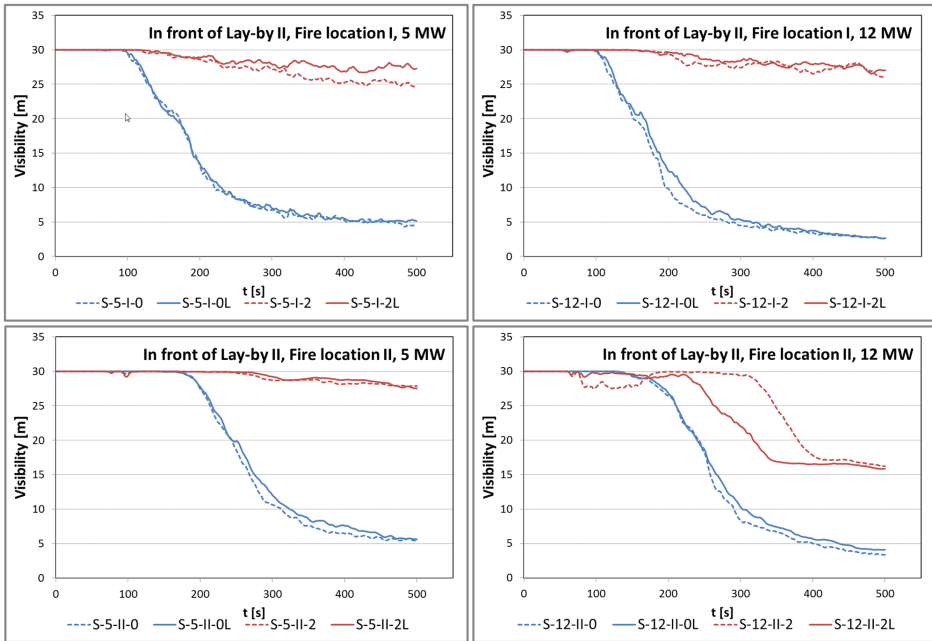 In front of Lay-by II, Fire location I, 5 MW
35
30
25
20
15
10
5
0
Visibility [m]
0 100 200 300 400 500
t [s]
S-5-I-0 S-5-I-0L S-5-I-2 S-5-I-2L
In front of Lay-by II, Fire location I, 12 MW
35
30
25
20
15
10
5
0
Visibility [m]
0 100 200 300 400 500
t [s]
S-12-I-0 S-12-I-0L S-12-I-2 S-12-I-2L
In front of Lay-by II, Fire location II, 5 MW
35
30
25
20
15
10
5
0
Visibility [m]
0 100 200 300 400 500
t [s]
S-5-II-0 S-5-II-0L S-5-II-2 S-5-II-2L
In front of Lay-by II, Fire location II, 12 MW
35
30
25
20
15
10
5
0
Visibility [m]
0 100 200 300 400 500
t [s]
S-12-II-0 S-12-II-0L S-12-II-2 S-12-II-2L